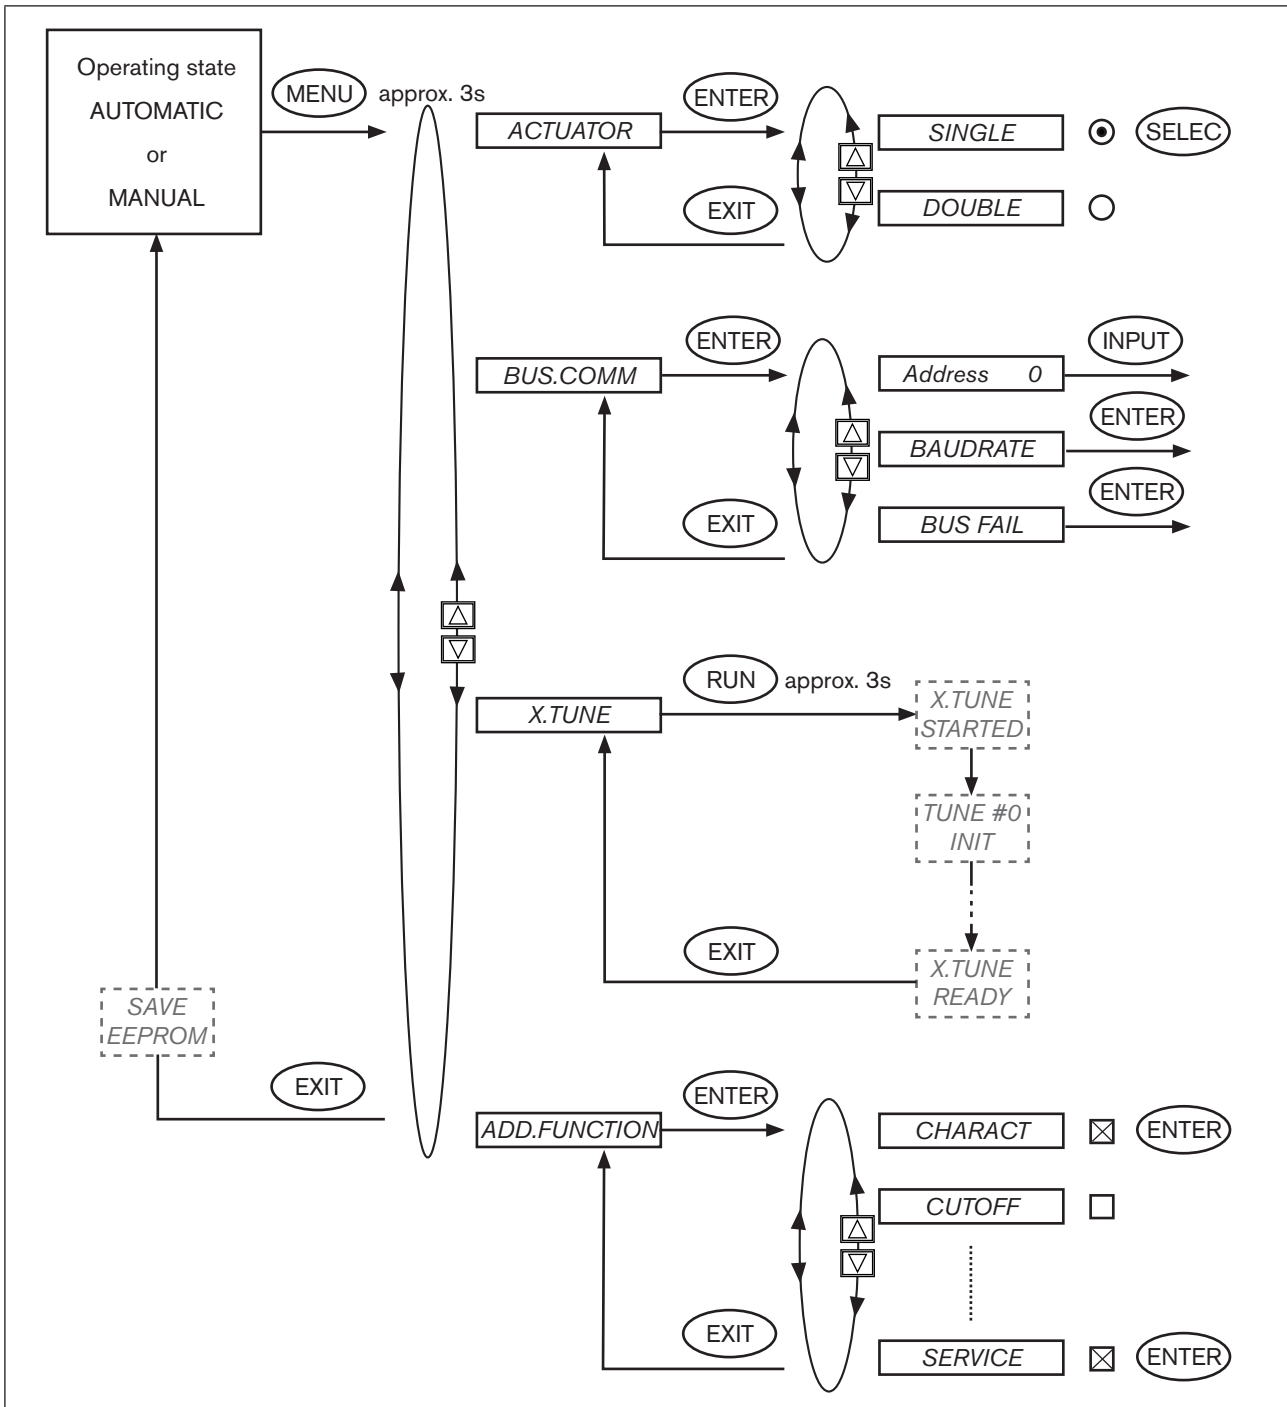 Operating state
AUTOMATIC
or
MANUAL
MENU approx. 3s
ACTUATOR
ENTER
SINGLE
SELEC
EXIT
DOUBLE
BUS.COMM
ENTER
Address 0
INPUT
BAUDRATE
ENTER
EXIT
BUS FAIL
ENTER
X.TUNE
RUN approx. 3s
X.TUNE
STARTED
TUNE #0
INIT
EXIT
X.TUNE
READY
SAVE
EEPROM
EXIT
ADD.FUNCTION
ENTER
CHARACT
ENTER
CUTOFF
EXIT
SERVICE
ENTER